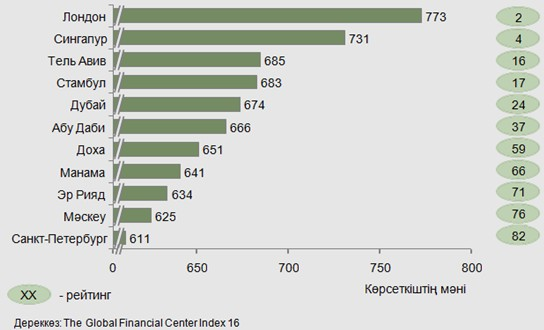 Лондон 773 2
Сингапур 731 4
Тель Авив 685 16
Стамбул 683 17
Дубай 674 24
Абу Даби 666 37
Доха 651 59
Манама 641 66
Эр Рияд 634 71
Мәскеу 625 76
Санкт-Петербург 611 82
0 650 700 750 800
Көрсеткіштің мәні
XX - рейтинг
Дереккөз: The Global Financial Center Index 16